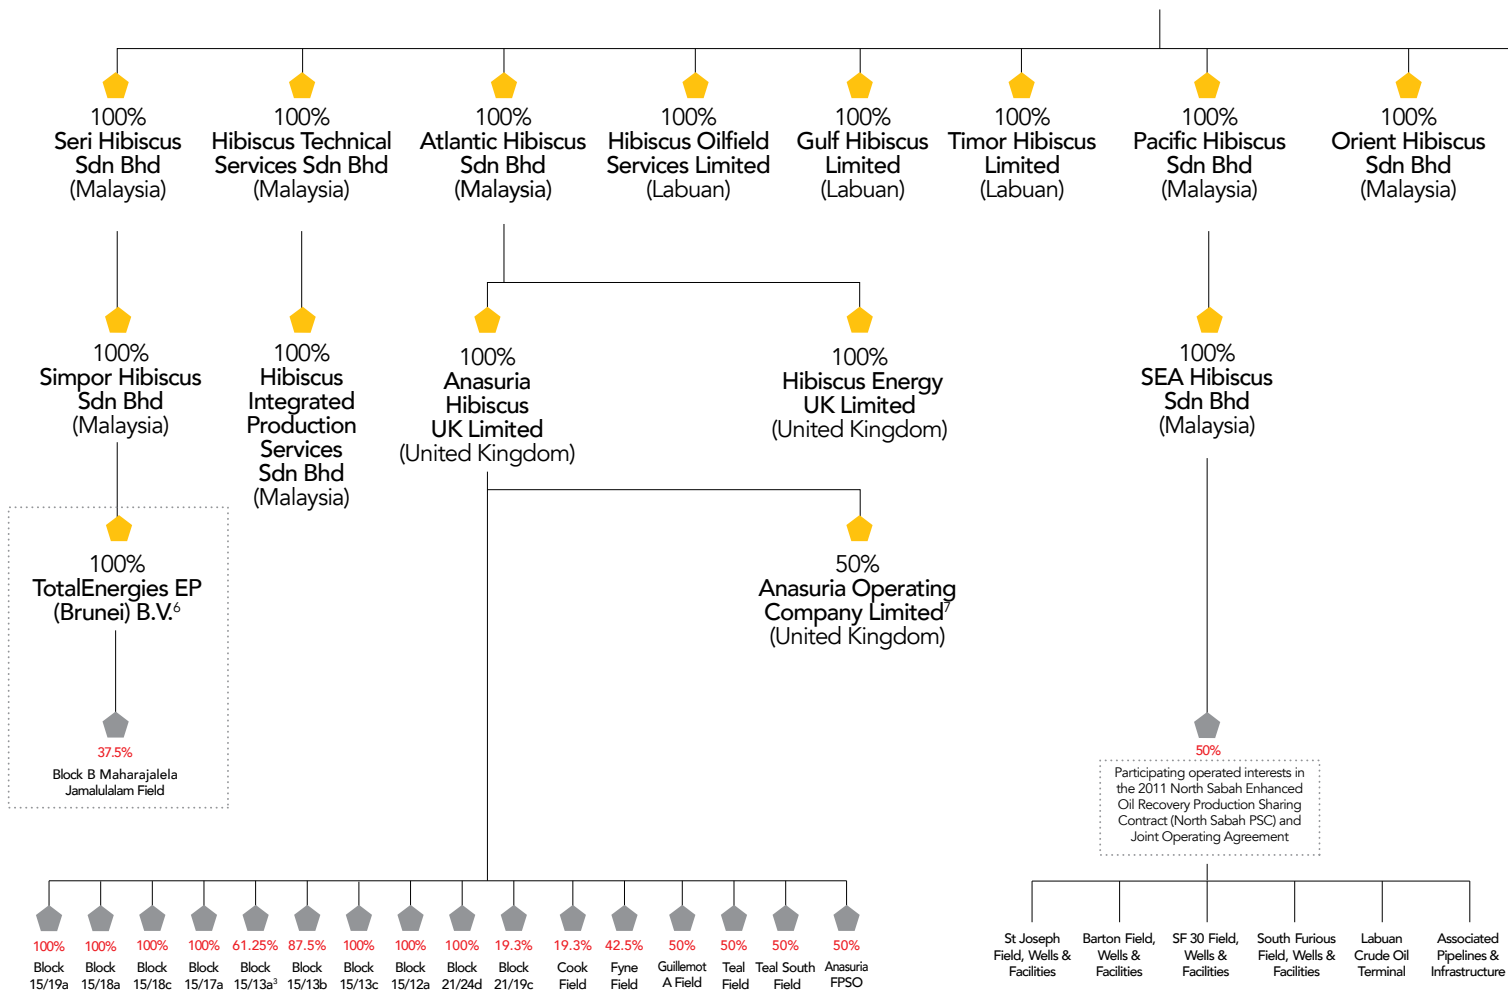 100%
Seri Hibiscus
Sdn Bhd
(Malaysia)
100%
Hibiscus Technical
Services Sdn Bhd
(Malaysia)
100%
Atlantic Hibiscus
Sdn Bhd
(Malaysia)
100%
Hibiscus Oilfield
Services Limited
(Labuan)
100%
Gulf Hibiscus
Limited
(Labuan)
100%
Timor Hibiscus
Limited
(Labuan)
100%
Pacific Hibiscus
Sdn Bhd
(Malaysia)
100%
Orient Hibiscus
Sdn Bhd
(Malaysia)
100%
Simpor Hibiscus
Sdn Bhd
(Malaysia)
100%
Hibiscus
Integrated
Production
Services
Sdn Bhd
(Malaysia)
100%
Anasuria
Hibiscus
UK Limited
(United Kingdom)
100%
Hibiscus Energy
UK Limited
(United Kingdom)
100%
SEA Hibiscus
Sdn Bhd
(Malaysia)
100%
TotalEnergies EP
(Brunei) B.V.⁶
50%
Anasuria Operating
Company Limited⁷
(United Kingdom)
37.5%
Block B Maharajalela
Jamalulalam Field
50%
Participating operated interests in
the 2011 North Sabah Enhanced
Oil Recovery Production Sharing
Contract (North Sabah PSC) and
Joint Operating Agreement
100%
Block
15/19a
100%
Block
15/18a
100%
Block
15/18c
100%
Block
15/17a
61.25%
Block
15/13a³
87.5%
Block
15/13b
100%
Block
15/13c
100%
Block
15/12a
100%
Block
21/24d
19.3%
Block
21/19c
19.3%
Cook
Field
42.5%
Fyne
Field
50%
Guillemot
A Field
50%
Teal
Field
50%
Teal South
Field
50%
Anasuria
FPSO
St Joseph
Field, Wells &
Facilities
Barton Field,
Wells &
Facilities
SF 30 Field,
Wells &
Facilities
South Furious
Field, Wells &
Facilities
Labuan
Crude Oil
Terminal
Associated
Pipelines &
Infrastructure